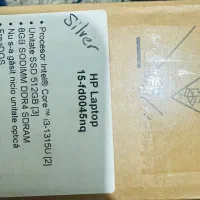 Silver
HP Laptop
15-fd0045nq
• Procesor Intel® Core™ i3-1315U [2]
• Unitate SSD 512GB [3]
• 8GB SODIMM DDR4 SDRAM
• Nu s-a găsit nicio unitate optică
• FreeDOS